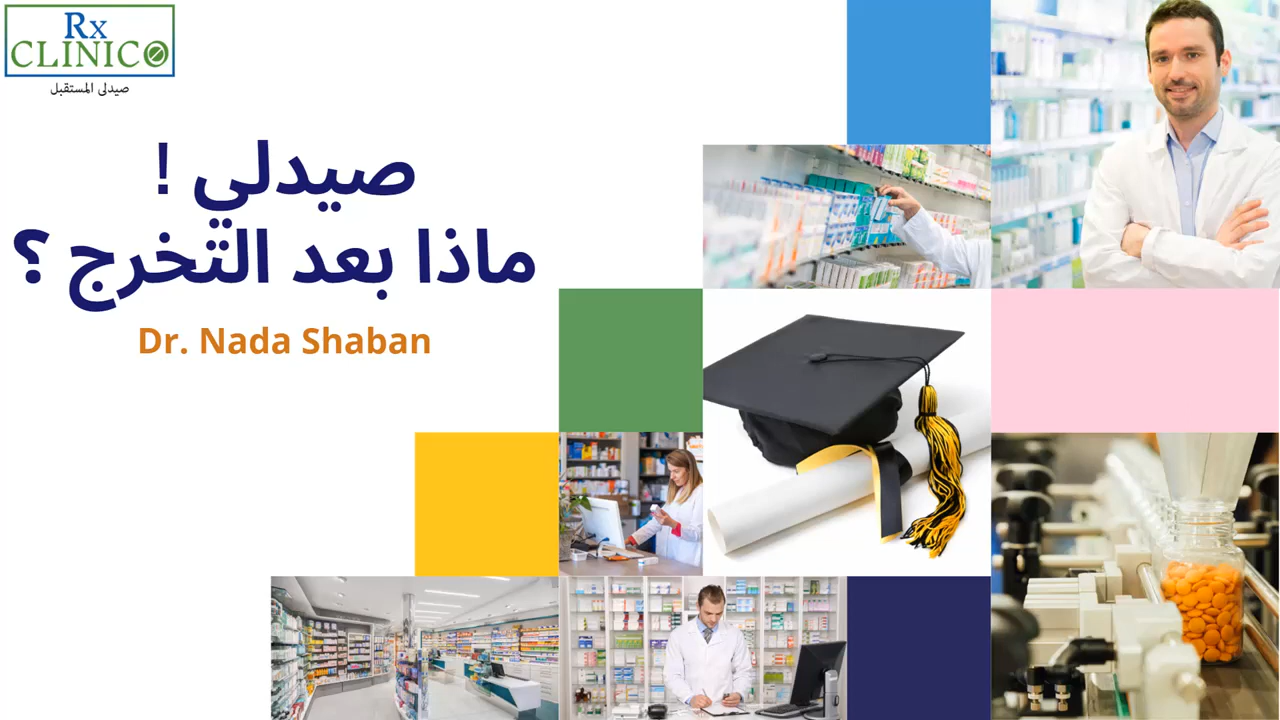 Rx
CLINICO
صيدلى المستقبل
صيدلي !
ماذا بعد التخرج ؟
Dr. Nada Shaban